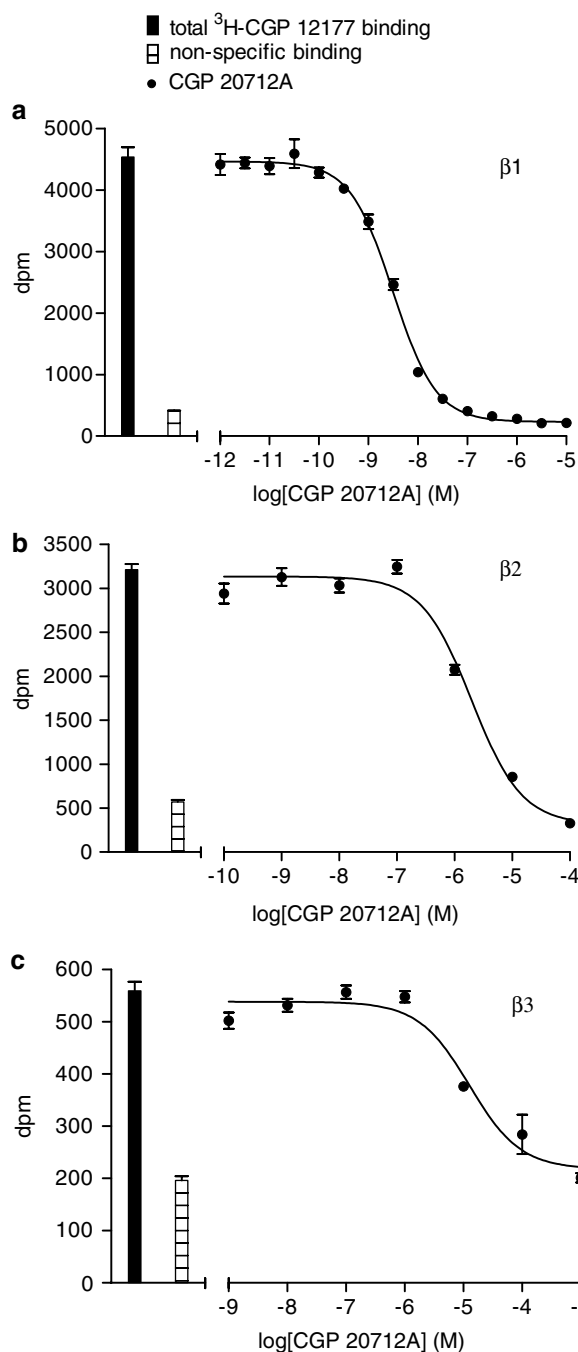 total ³H-CGP 12177 binding
non-specific binding
CGP 20712A
a
β1
5000
4000
3000
2000
1000
0
dpm
-12 -11 -10 -9 -8 -7 -6 -5
log[CGP 20712A] (M)
b
β2
3500
3000
2500
2000
1500
1000
500
0
dpm
-10 -9 -8 -7 -6 -5 -4
log[CGP 20712A] (M)
c
β3
600
500
400
300
200
100
0
dpm
-9 -8 -7 -6 -5 -4
log[CGP 20712A] (M)